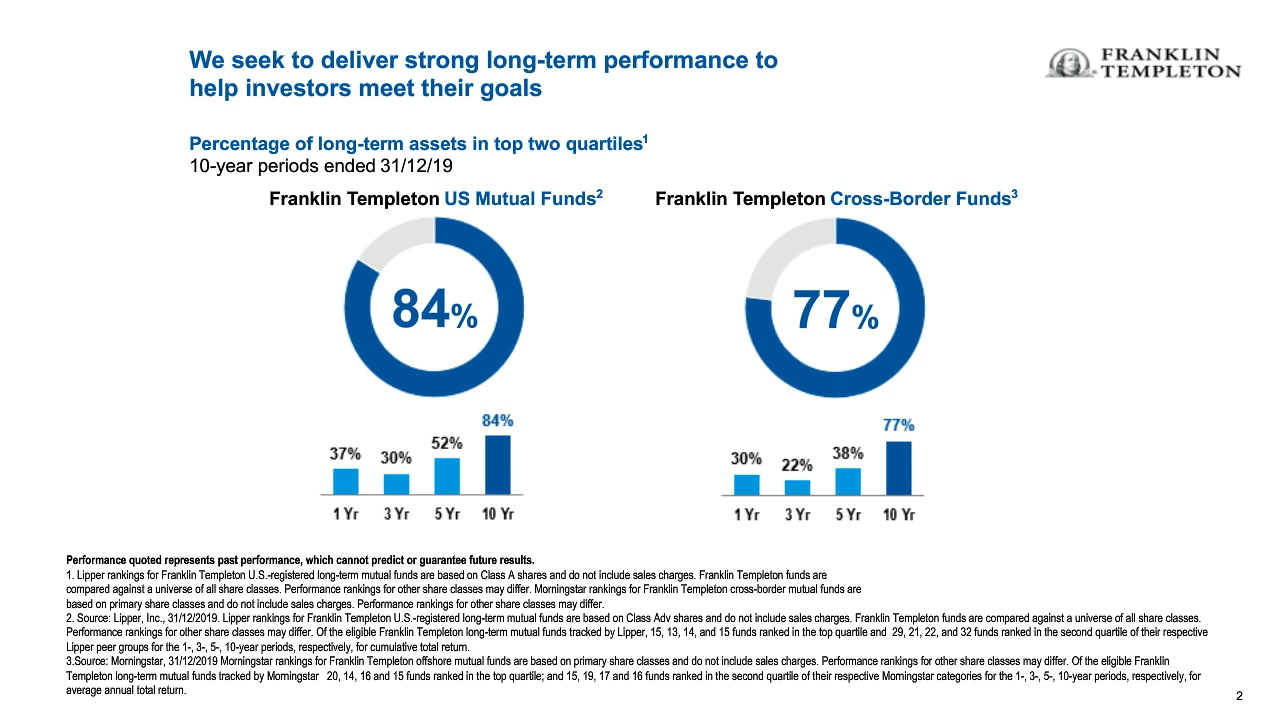 We seek to deliver strong long-term performance to
help investors meet their goals
FRANKLIN
TEMPLETON
Percentage of long-term assets in top two quartiles1
10-year periods ended 31/12/19
Franklin Templeton US Mutual Funds2
Franklin Templeton Cross-Border Funds3
84%
77%
37% 30% 52% 84%
1 Yr 3 Yr 5 Yr 10 Yr
30% 22% 38% 77%
1 Yr 3 Yr 5 Yr 10 Yr
Performance quoted represents past performance, which cannot predict or guarantee future results.
1. Lipper rankings for Franklin Templeton U.S.-registered long-term mutual funds are based on Class A shares and do not include sales charges. Franklin Templeton funds are
compared against a universe of all share classes. Performance rankings for other share classes may differ. Morningstar rankings for Franklin Templeton cross-border mutual funds are
based on primary share classes and do not include sales charges. Performance rankings for other share classes may differ.
2. Source: Lipper, Inc., 31/12/2019. Lipper rankings for Franklin Templeton U.S.-registered long-term mutual funds are based on Class Adv shares and do not include sales charges. Franklin Templeton funds are compared against a universe of all share classes.
Performance rankings for other share classes may differ. Of the eligible Franklin Templeton long-term mutual funds tracked by Lipper, 15, 13, 14, and 15 funds ranked in the top quartile and 29, 21, 22, and 32 funds ranked in the second quartile of their respective
Lipper peer groups for the 1-, 3-, 5-, 10-year periods, respectively, for cumulative total return.
3.Source: Morningstar, 31/12/2019 Morningstar rankings for Franklin Templeton offshore mutual funds are based on primary share classes and do not include sales charges. Performance rankings for other share classes may differ. Of the eligible Franklin
Templeton long-term mutual funds tracked by Morningstar 20, 14, 16 and 15 funds ranked in the top quartile; and 15, 19, 17 and 16 funds ranked in the second quartile of their respective Morningstar categories for the 1-, 3-, 5-, 10-year periods, respectively, for
average annual total return.
2